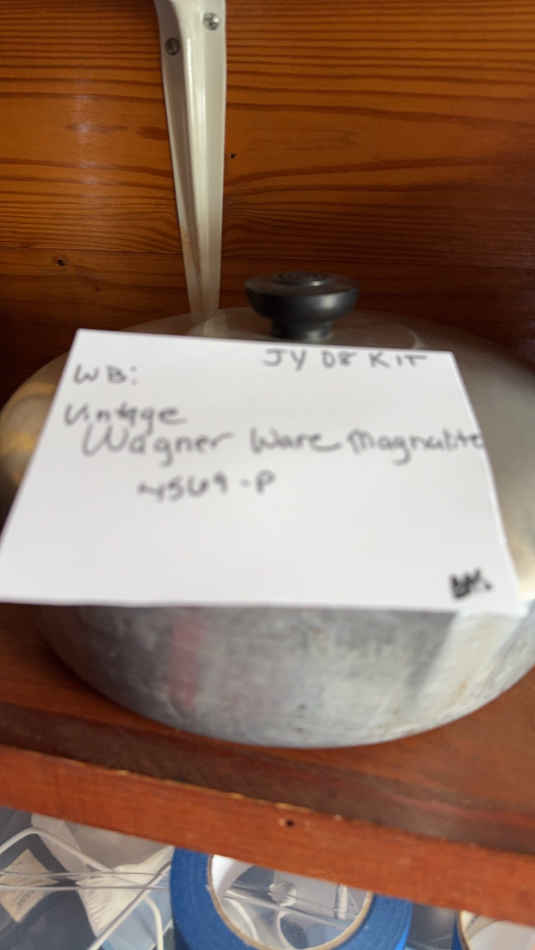 JY 08 KIT
WB:
Vintage
Wagner Ware Magnalite
4569-P